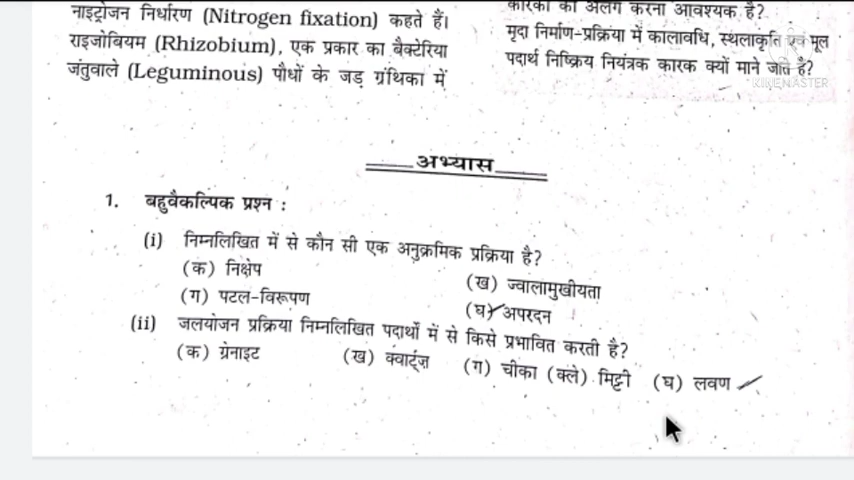 नाइट्रोजन निर्धारण (Nitrogen fixation) कहते हैं।
राइजोबियम (Rhizobium), एक प्रकार का बैक्टेरिया
जंतुवाले (Leguminous) पौधों के जड़ ग्रंथिका में
कारकों को अलग करना आवश्यक है?
मृदा निर्माण-प्रक्रिया में कालावधि, स्थलाकृति एवं मूल
पदार्थ निष्क्रिय नियंत्रक कारक क्यों माने जाते हैं?
KINEMASTER
अभ्यास
1. बहुवैकल्पिक प्रश्न :
(i) निम्नलिखित में से कौन सी एक अनुक्रमिक प्रक्रिया है?
(क) निक्षेप (ख) ज्वालामुखीयता
(ग) पटल-विरूपण (घ) अपरदन
(ii) जलयोजन प्रक्रिया निम्नलिखित पदार्थों में से किसे प्रभावित करती है?
(क) ग्रेनाइट (ख) क्वार्ट्ज़ (ग) चीका (क्ले) मिट्टी (घ) लवण